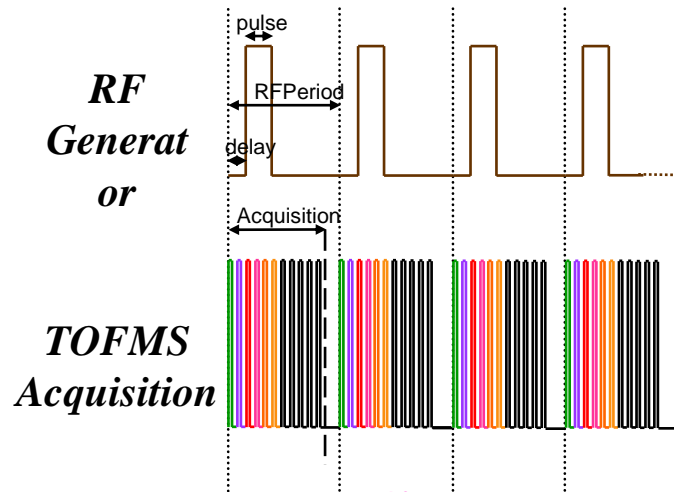 pulse
RF
Generat
or
RFPeriod
delay
Acquisition
TOFMS
Acquisition